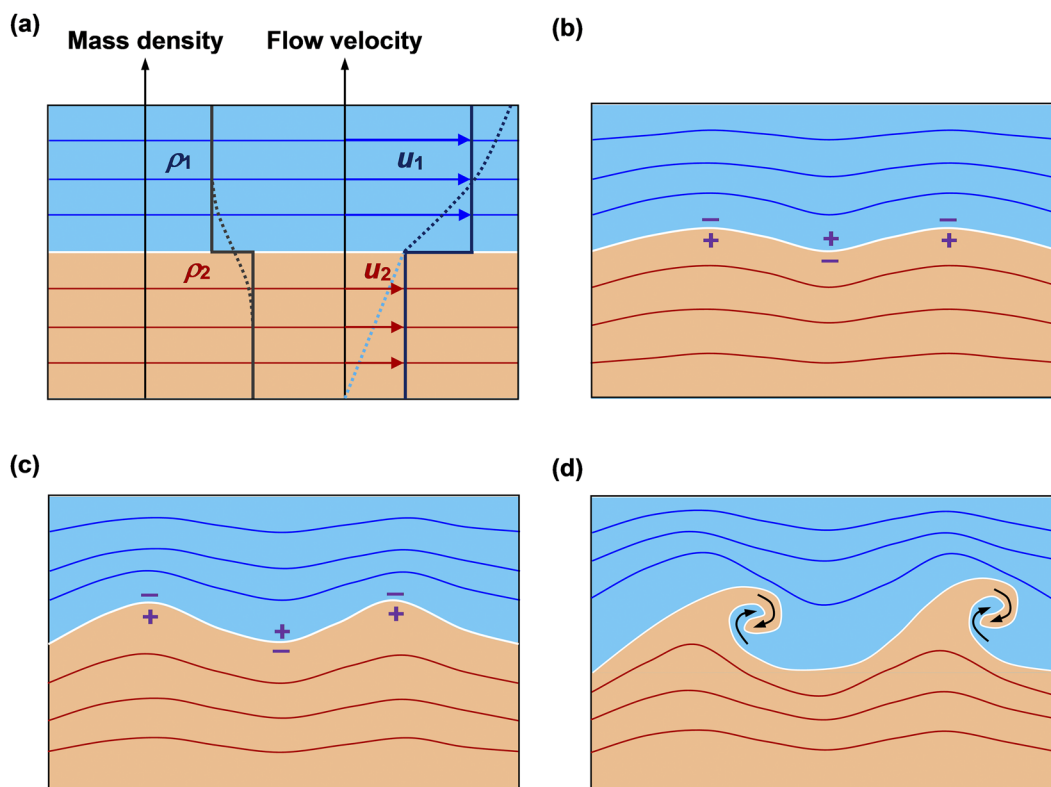 (a)
Mass density
Flow velocity
(b)
ρ1
u1
ρ2
u2
− −
+ + +
−
(c)
− −
+ + +
−
(d)